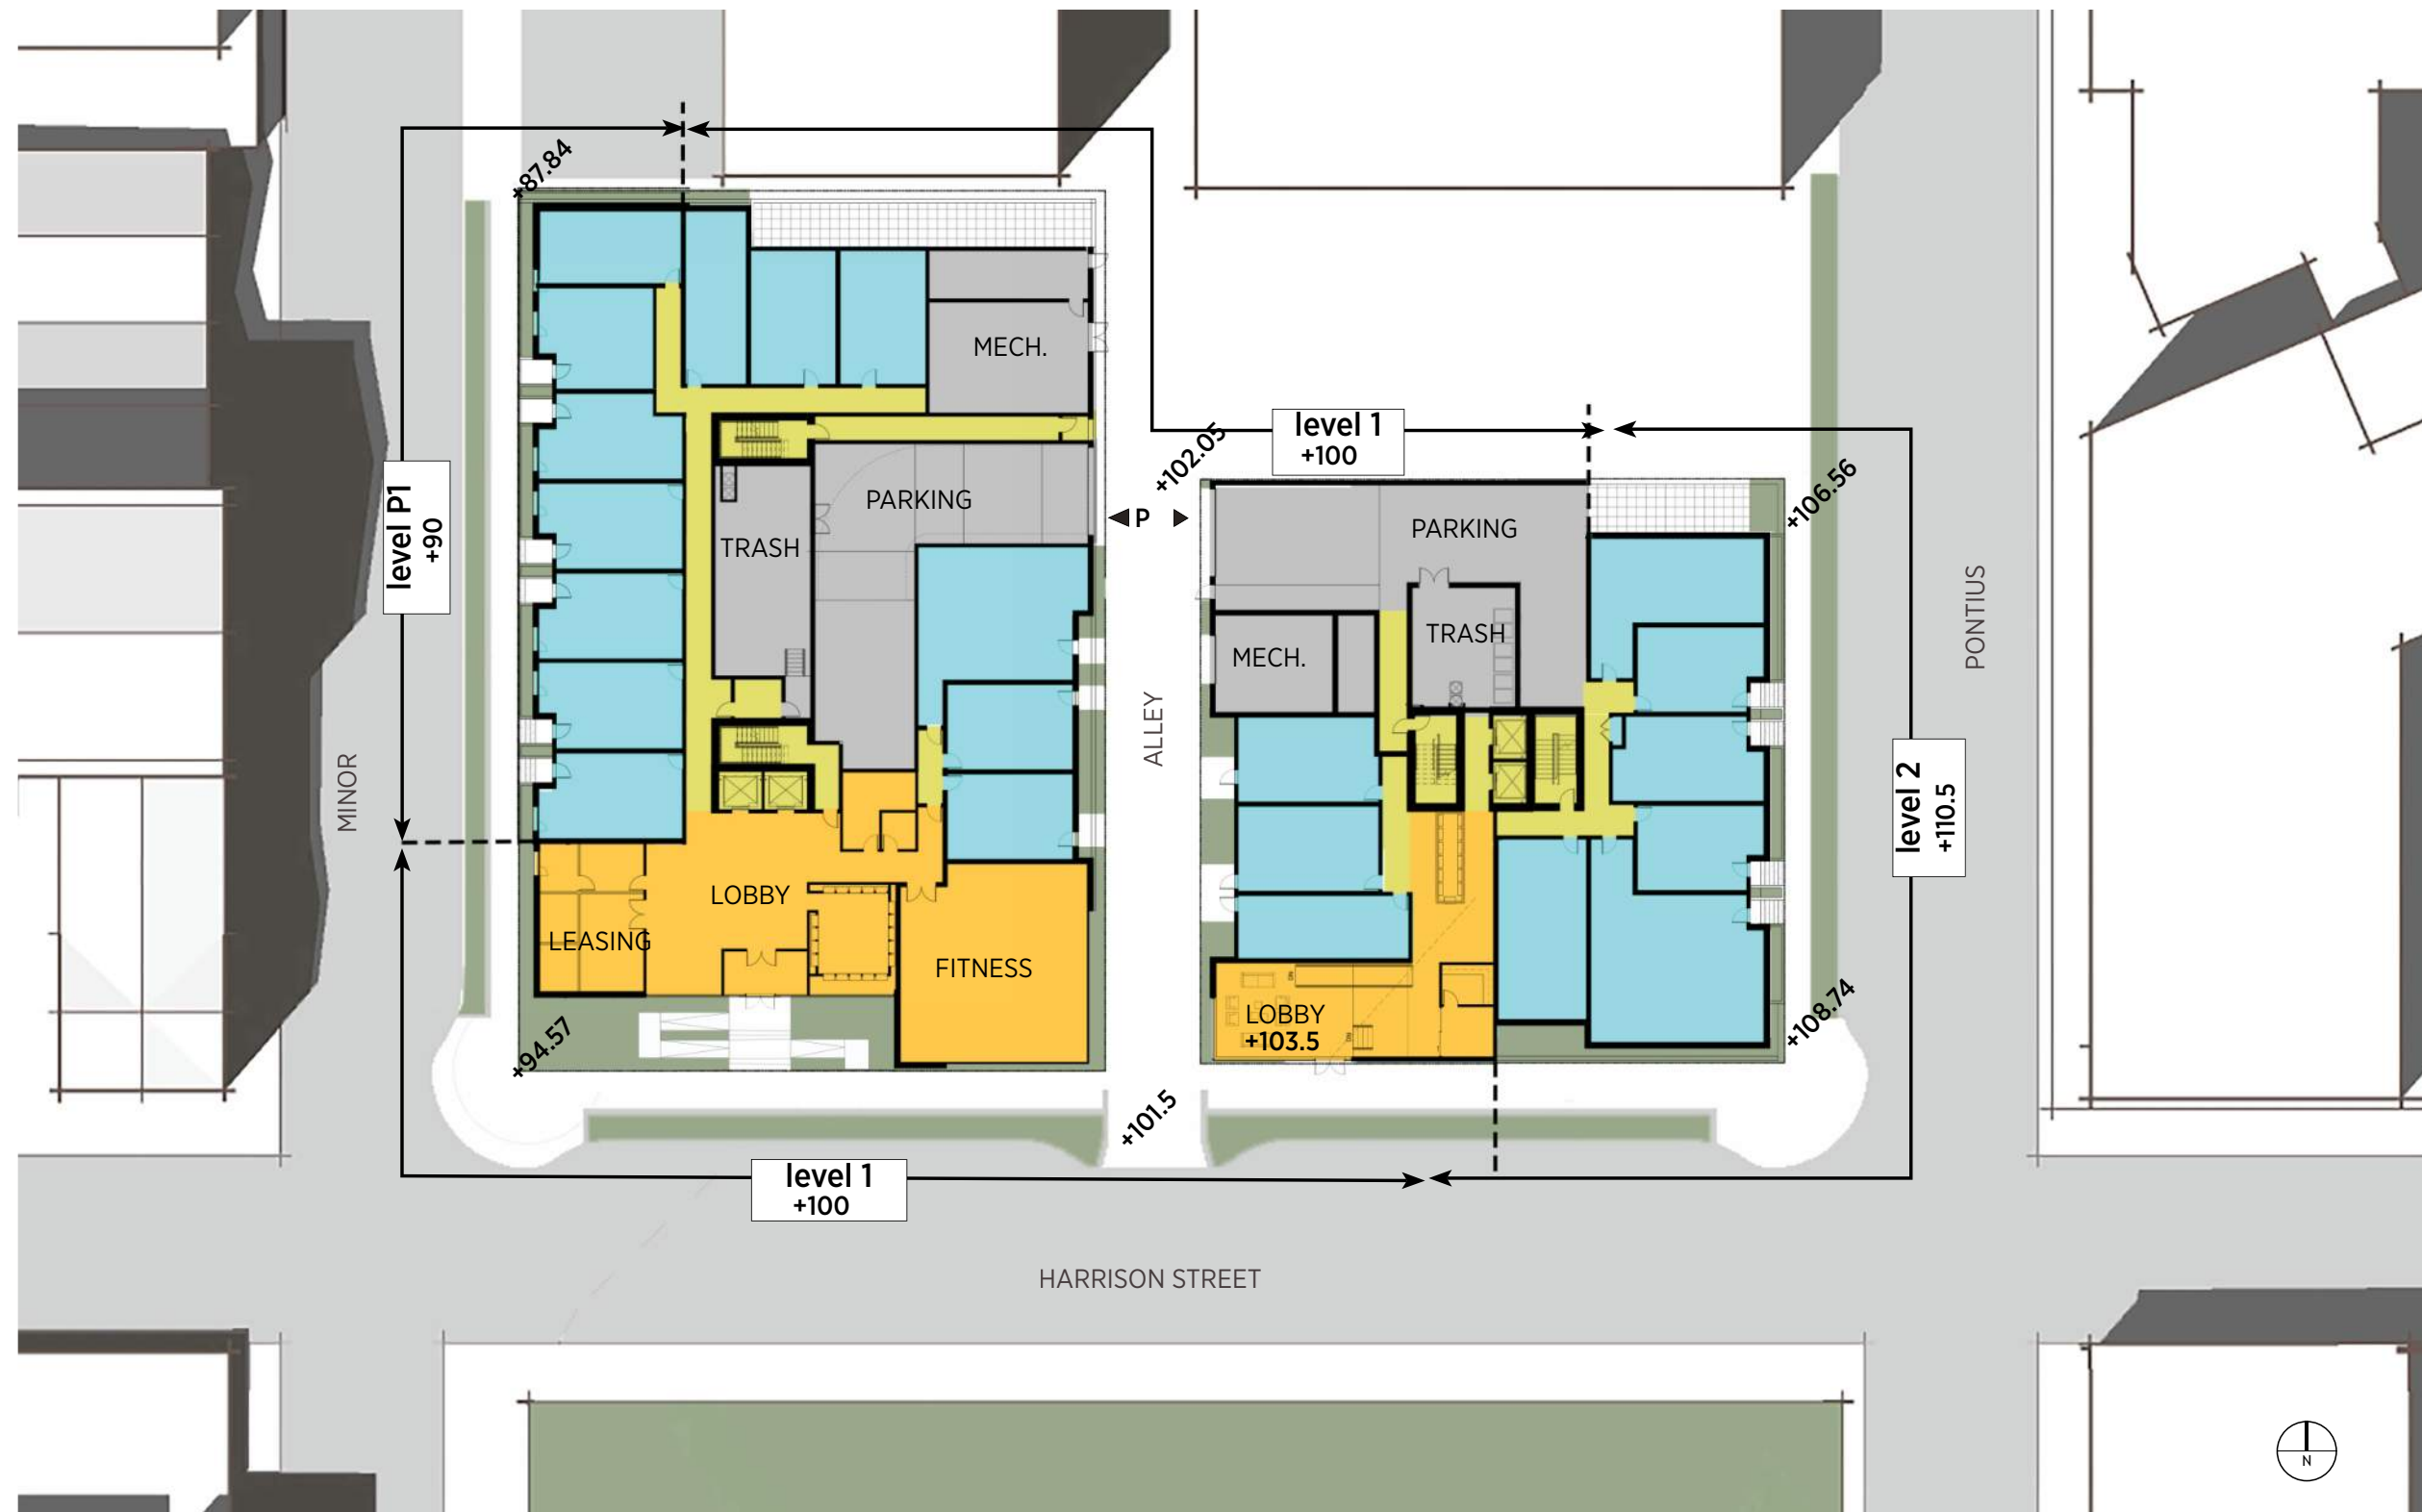 +87.84
MECH.
level 1
+100
+102.05
+106.56
level P1
+90
PARKING
P
PARKING
TRASH
TRASH
MECH.
PONTIUS
ALLEY
MINOR
level 2
+110.5
LOBBY
LEASING
FITNESS
LOBBY
+103.5
+94.57
+108.74
+101.5
level 1
+100
HARRISON STREET
N